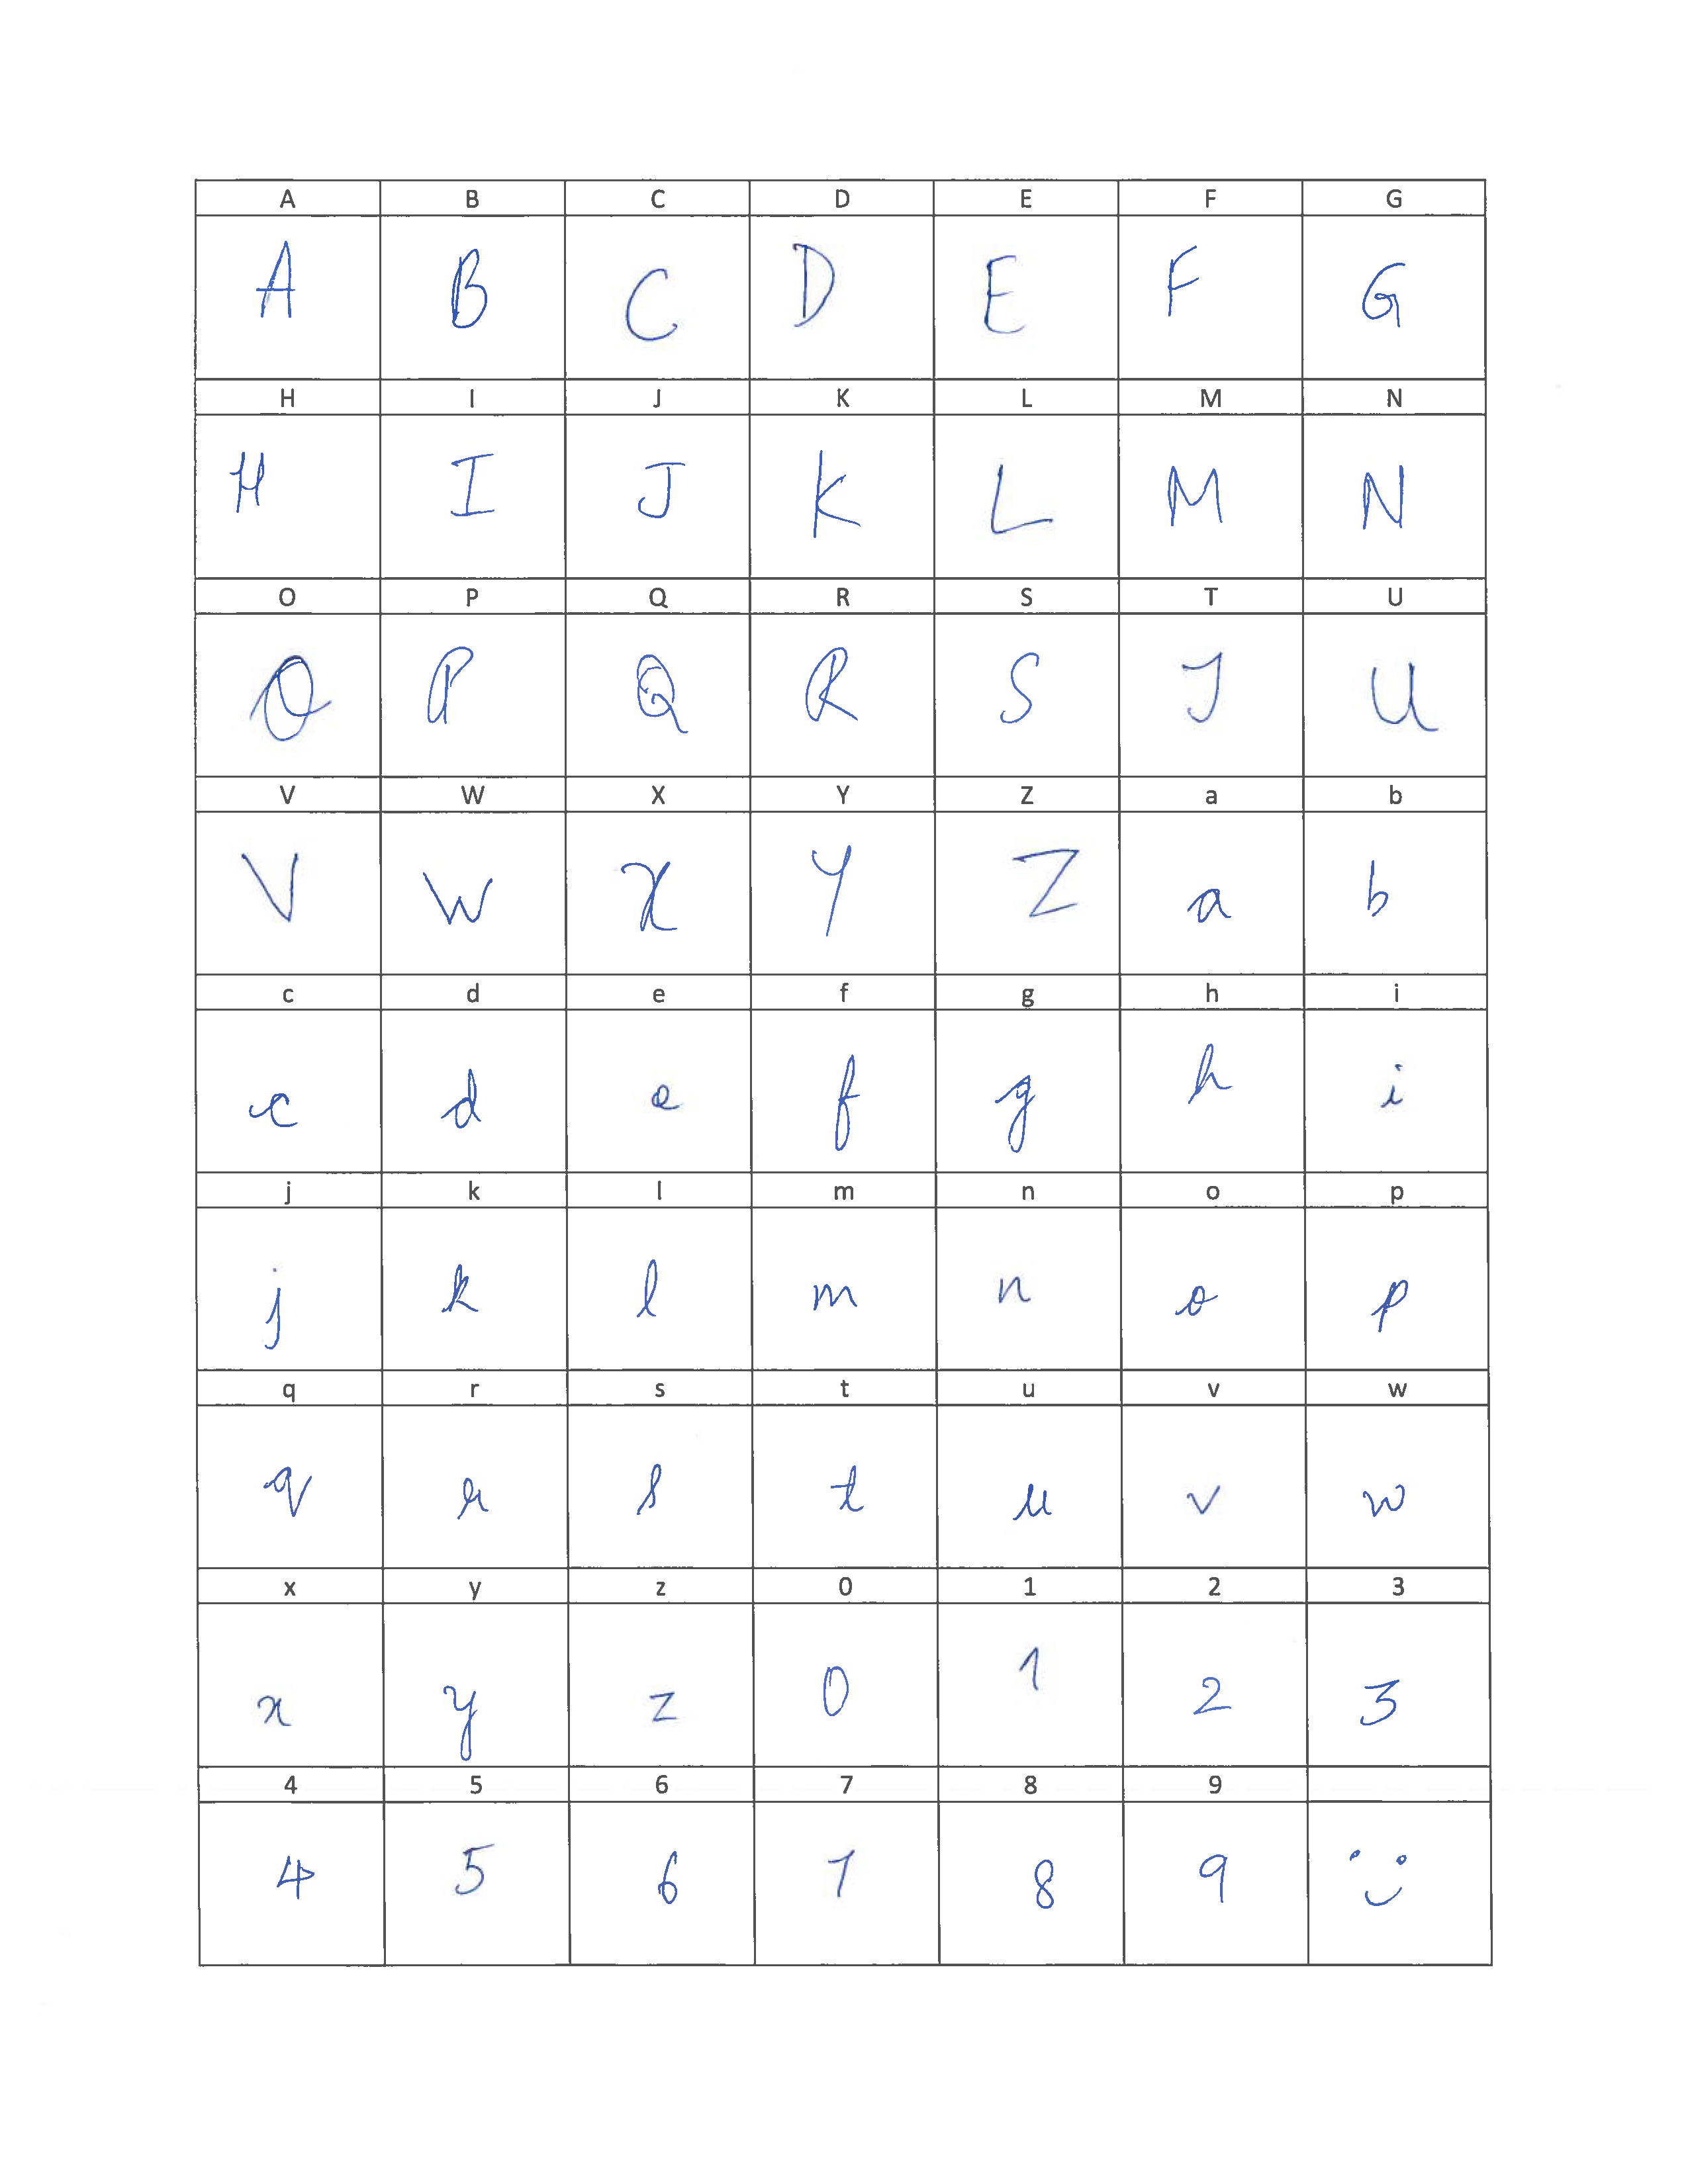 A B C D E F G
A B C D E F G
H I J K L M N
H I J K L M N
O P Q R S T U
O P Q R S T U
V W X Y Z a b
V W X Y Z a b
c d e f g h i
c d e f g h i
j k l m n o p
j k l m n o p
q r s t u v w
q r s t u v w
x y z 0 1 2 3
x y z 0 1 2 3
4 5 6 7 8 9
4 5 6 7 8 9